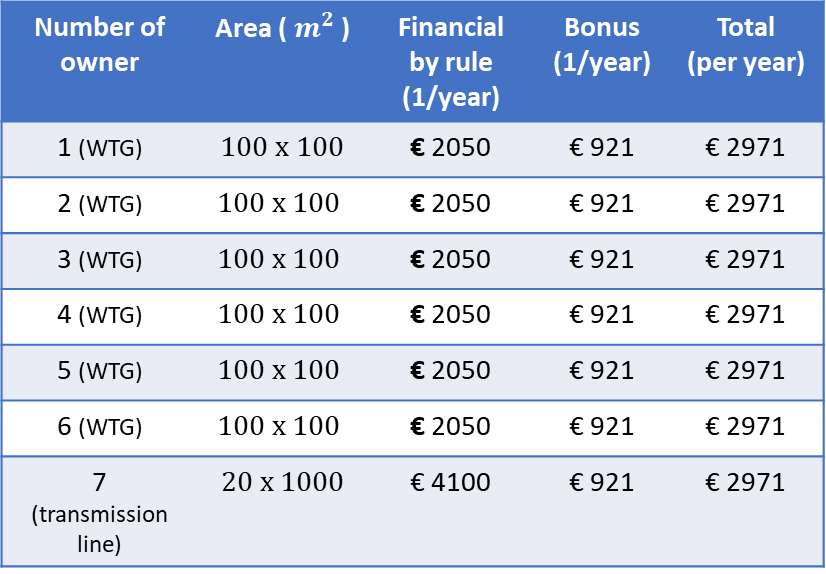 Number of owner	Area ( m² )	Financial by rule (1/year)	Bonus (1/year)	Total (per year)
1 (WTG)	100 x 100	€ 2050	€ 921	€ 2971
2 (WTG)	100 x 100	€ 2050	€ 921	€ 2971
3 (WTG)	100 x 100	€ 2050	€ 921	€ 2971
4 (WTG)	100 x 100	€ 2050	€ 921	€ 2971
5 (WTG)	100 x 100	€ 2050	€ 921	€ 2971
6 (WTG)	100 x 100	€ 2050	€ 921	€ 2971
7 (transmission line)	20 x 1000	€ 4100	€ 921	€ 2971